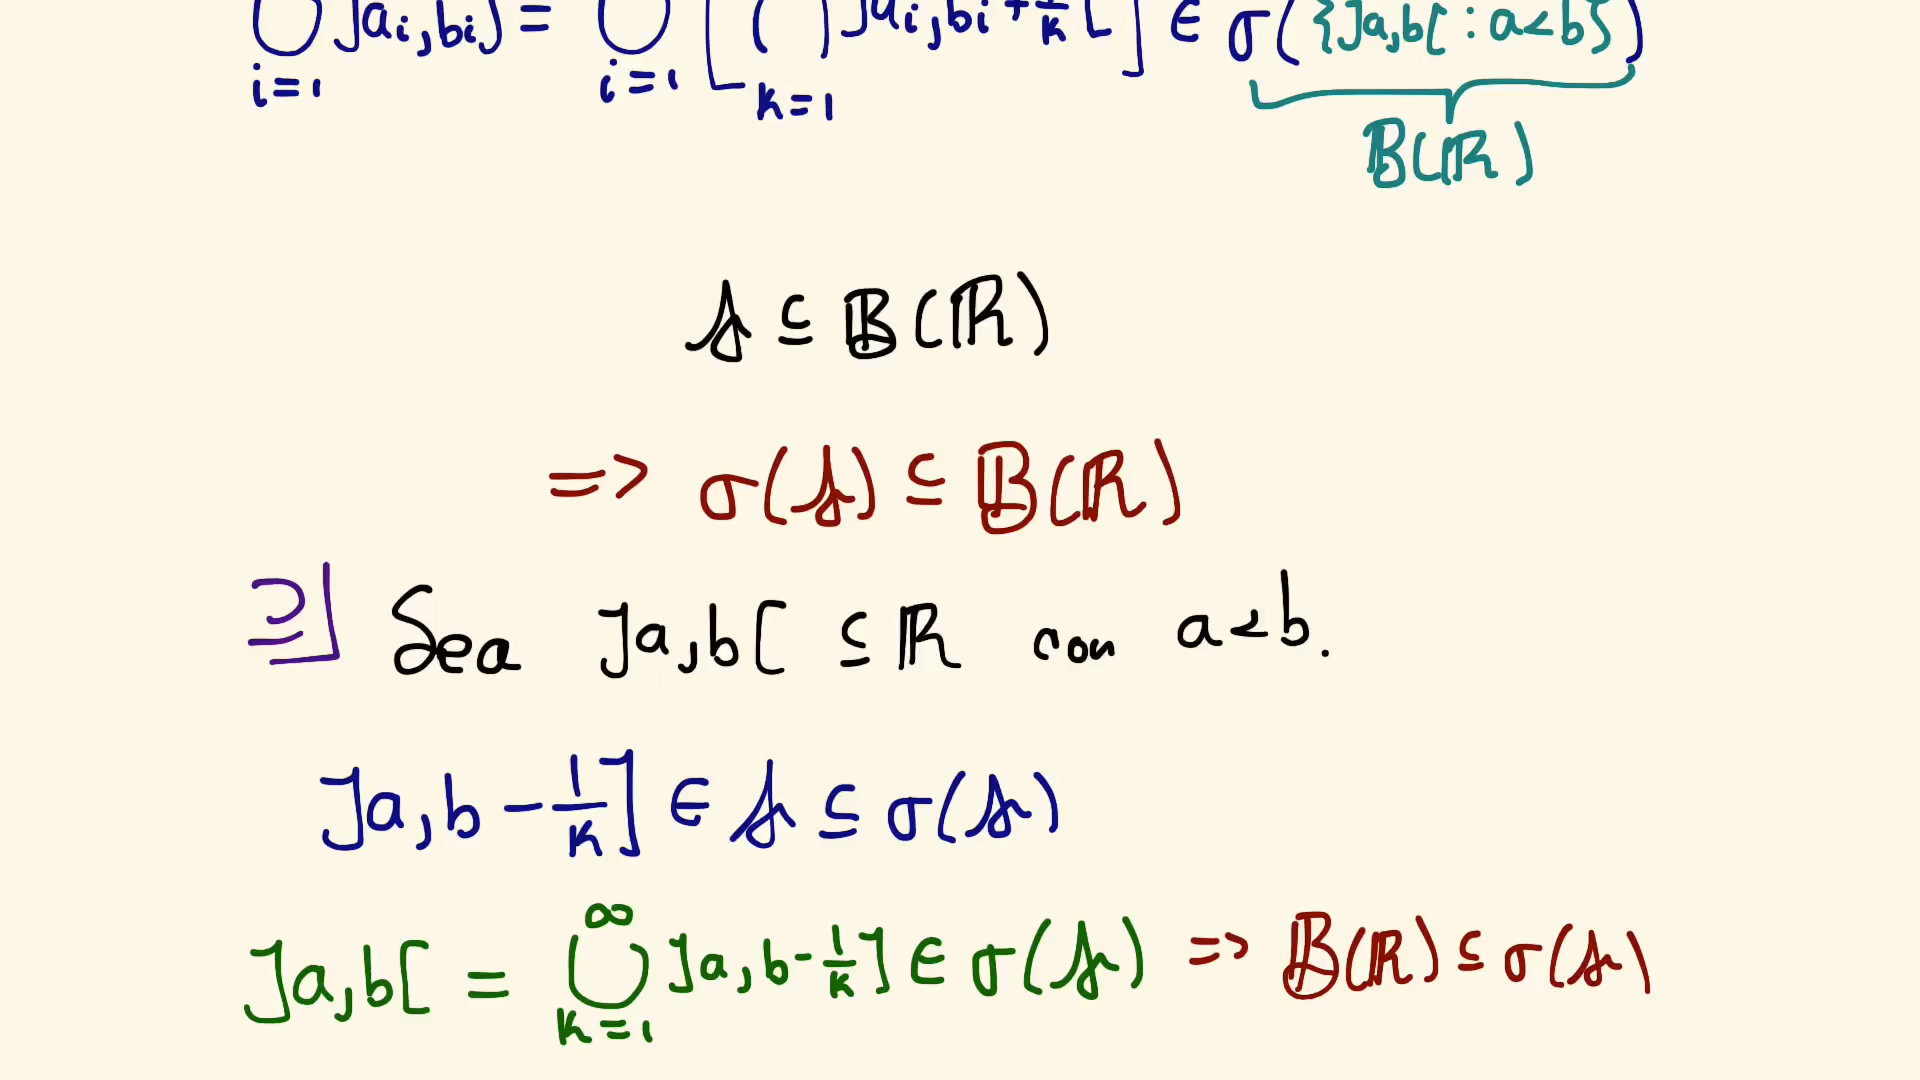 ⋃_{i=1} ]a_i, b_i] = ⋃_{i=1} [ ⋂_{k=1} ]a_i, b_i + 1/k [ ] ∈ σ({]a,b[ : a<b})
𝔹(ℝ)
𝒜 ⊆ 𝔹(ℝ)
=> σ(𝒜) ⊆ 𝔹(ℝ)
⊇] Sea ]a,b[ ⊆ ℝ con a<b.
]a, b - 1/k] ∈ 𝒜 ⊆ σ(𝒜)
]a,b[ = ⋃_{k=1}^{∞} ]a, b - 1/k] ∈ σ(𝒜) => 𝔹(ℝ) ⊆ σ(𝒜)